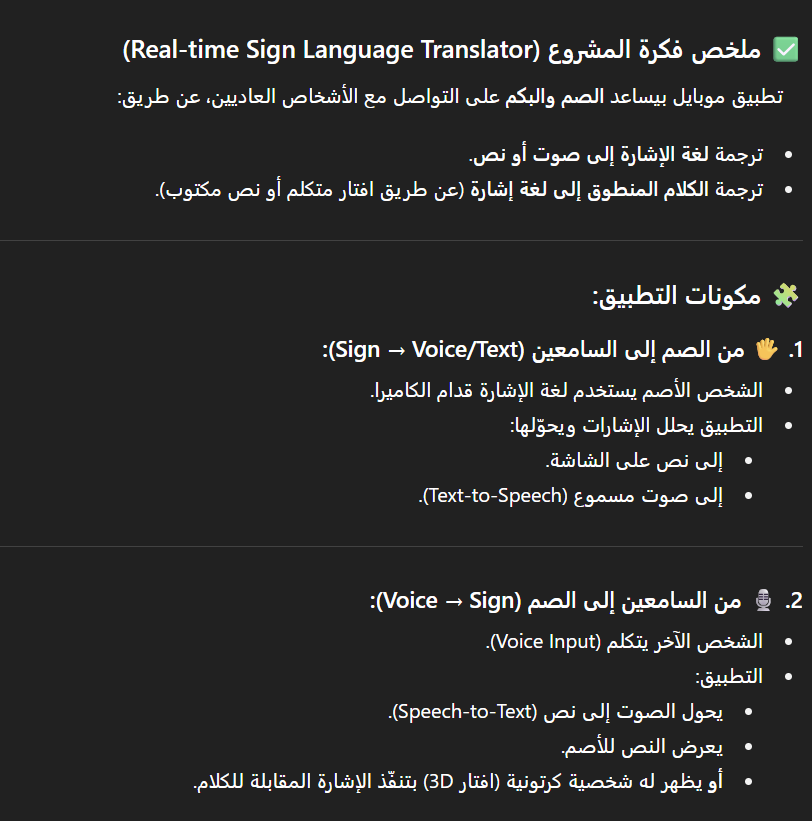 ✅ ملخص فكرة المشروع (Real-time Sign Language Translator)
تطبيق موبايل بيساعد الصم والبكم على التواصل مع الأشخاص العاديين، عن طريق:
• ترجمة لغة الإشارة إلى صوت أو نص.
• ترجمة الكلام المنطوق إلى لغة إشارة (عن طريق افتار متكلم أو نص مكتوب).
🧩 مكونات التطبيق:
1. 🖐 من الصم إلى السامعين (Sign → Voice/Text):
• الشخص الأصم يستخدم لغة الإشارة قدام الكاميرا.
• التطبيق يحلل الإشارات ويحوّلها:
• إلى نص على الشاشة.
• إلى صوت مسموع (Text-to-Speech).
2. 🎙 من السامعين إلى الصم (Voice → Sign):
• الشخص الآخر يتكلم (Voice Input).
• التطبيق:
• يحول الصوت إلى نص (Speech-to-Text).
• يعرض النص للأصم.
• أو يظهر له شخصية كرتونية (افتار 3D) بتنفّذ الإشارة المقابلة للكلام.